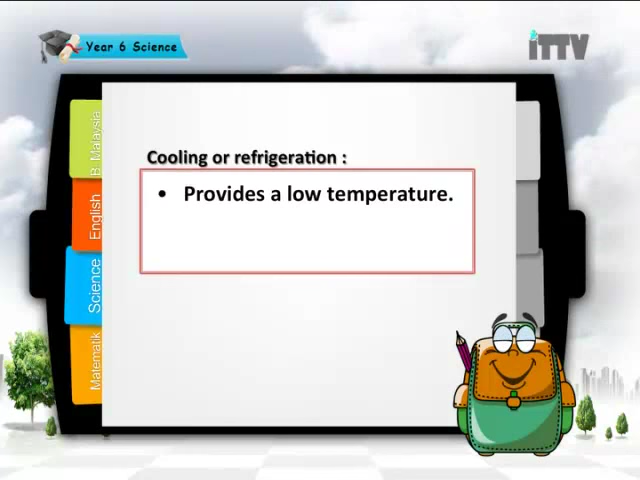 Year 6 Science
iTTV
Cooling or refrigeration :
• Provides a low temperature.
B. Malaysia
English
Science
Matematik